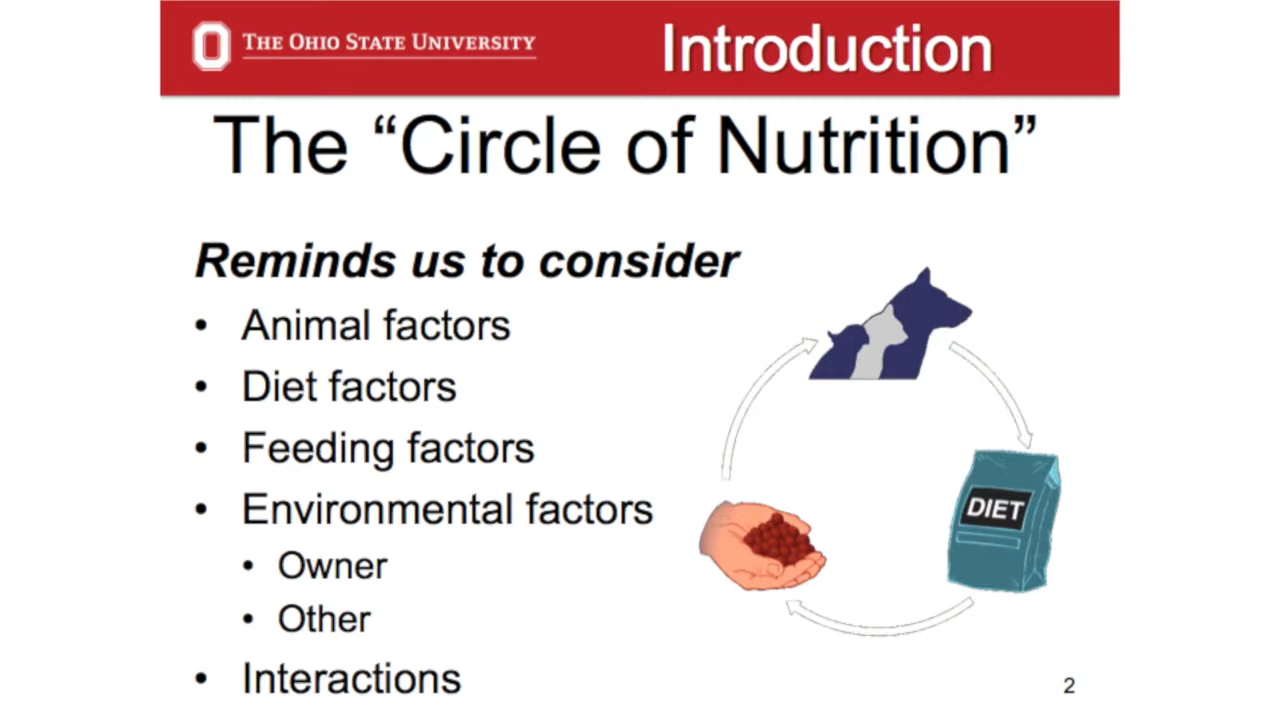 THE OHIO STATE UNIVERSITY
Introduction
The “Circle of Nutrition”
Reminds us to consider
• Animal factors
• Diet factors
• Feeding factors
• Environmental factors
• Owner
• Other
• Interactions
DIET
2